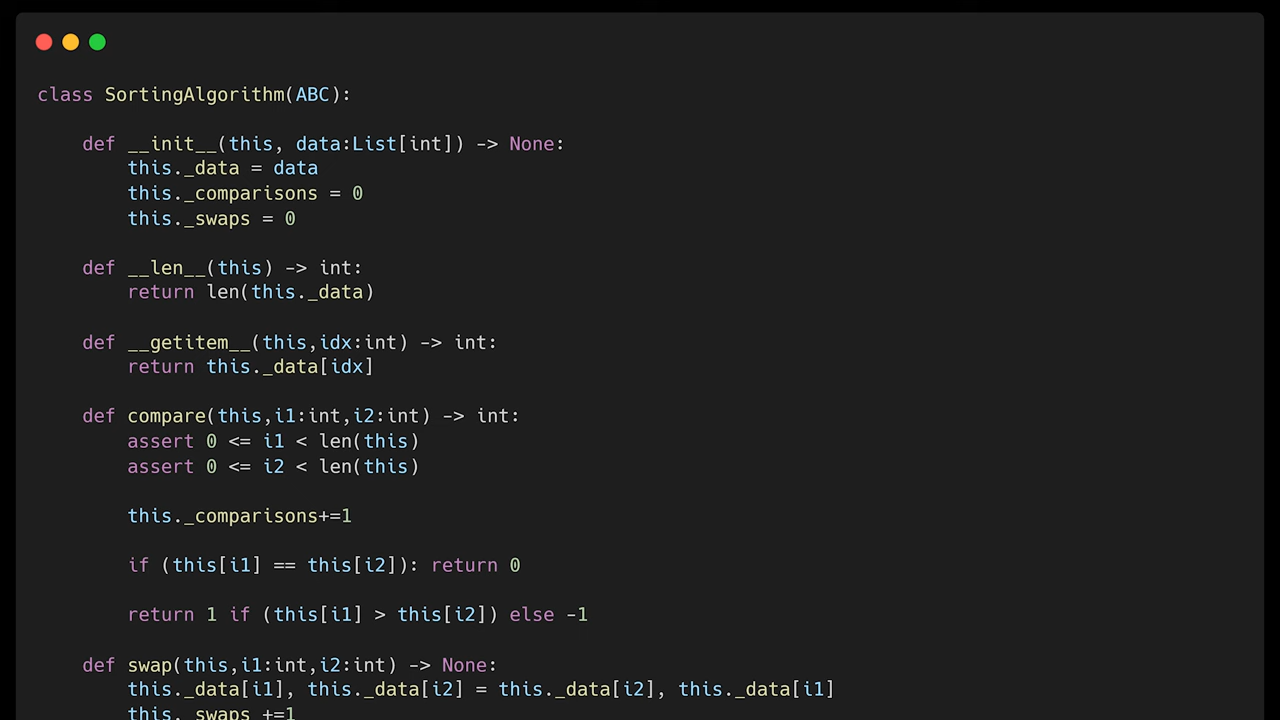 class SortingAlgorithm(ABC):
    def __init__(this, data:List[int]) -> None:
        this._data = data
        this._comparisons = 0
        this._swaps = 0
    def __len__(this) -> int:
        return len(this._data)
    def __getitem__(this,idx:int) -> int:
        return this._data[idx]
    def compare(this,i1:int,i2:int) -> int:
        assert 0 <= i1 < len(this)
        assert 0 <= i2 < len(this)
        this._comparisons+=1
        if (this[i1] == this[i2]): return 0
        return 1 if (this[i1] > this[i2]) else -1
    def swap(this,i1:int,i2:int) -> None:
        this._data[i1], this._data[i2] = this._data[i2], this._data[i1]
        this._swaps +=1